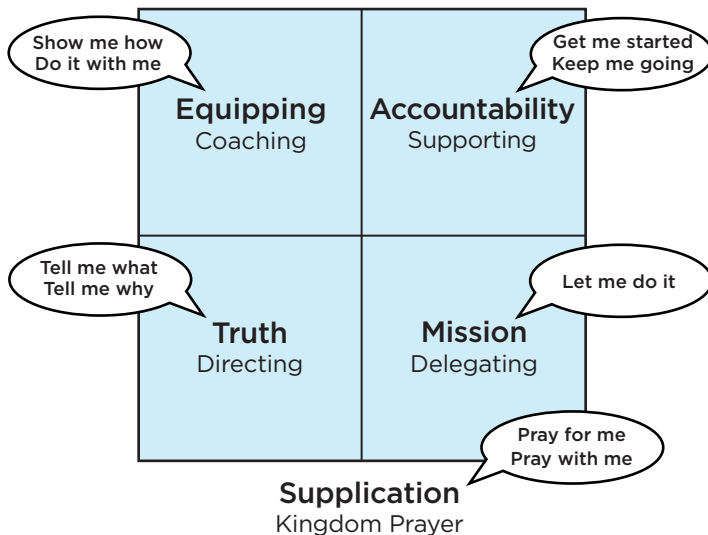 Show me how
Do it with me
Get me started
Keep me going
Equipping
Coaching
Accountability
Supporting
Tell me what
Tell me why
Let me do it
Truth
Directing
Mission
Delegating
Pray for me
Pray with me
Supplication
Kingdom Prayer